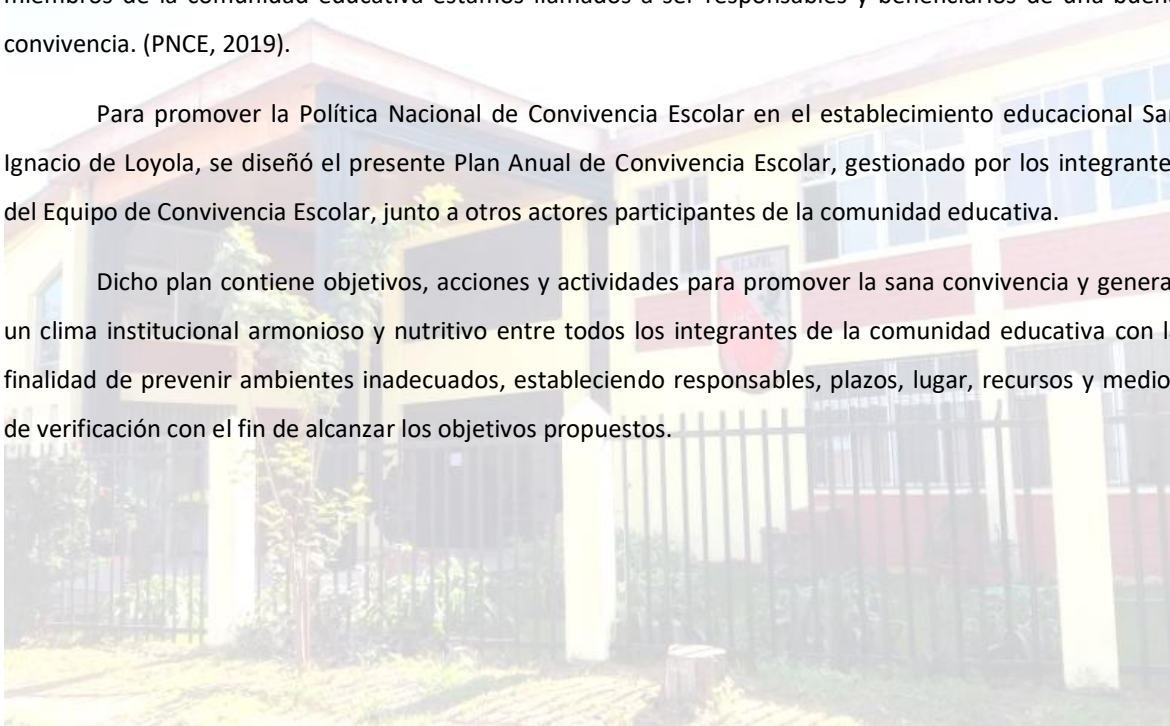 miembros de la comunidad educativa estamos llamados a ser responsables y beneficiarios de una buena
convivencia. (PNCE, 2019).
Para promover la Política Nacional de Convivencia Escolar en el establecimiento educacional Sa
Ignacio de Loyola, se diseñó el presente Plan Anual de Convivencia Escolar, gestionado por los integrante
del Equipo de Convivencia Escolar, junto a otros actores participantes de la comunidad educativa.
Dicho plan contiene objetivos, acciones y actividades para promover la sana convivencia y genera
un clima institucional armonioso y nutritivo entre todos los integrantes de la comunidad educativa con l
finalidad de prevenir ambientes inadecuados, estableciendo responsables, plazos, lugar, recursos y medio
de verificación con el fin de alcanzar los objetivos propuestos.